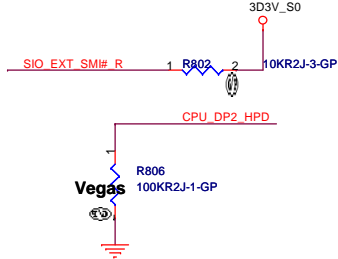 3D3V_S0
SIO_EXT_SMI#_R
1 R802 2 10KR2J-3-GP
CPU_DP2_HPD
1
R806
Vegas 100KR2J-1-GP